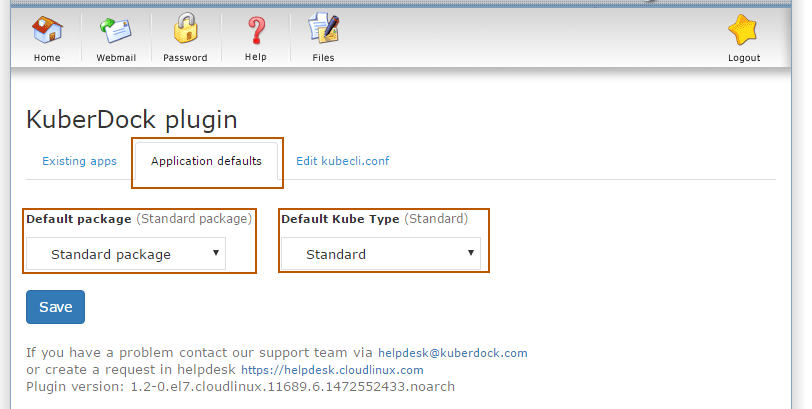 Home Webmail Password Help Files Logout
KuberDock plugin
Existing apps Application defaults Edit kubecli.conf
Default package (Standard package) Default Kube Type (Standard)
Standard package Standard
Save
If you have a problem contact our support team via helpdesk@kuberdock.com
or create a request in helpdesk https://helpdesk.cloudlinux.com
Plugin version: 1.2-0.el7.cloudlinux.11689.6.1472552433.noarch